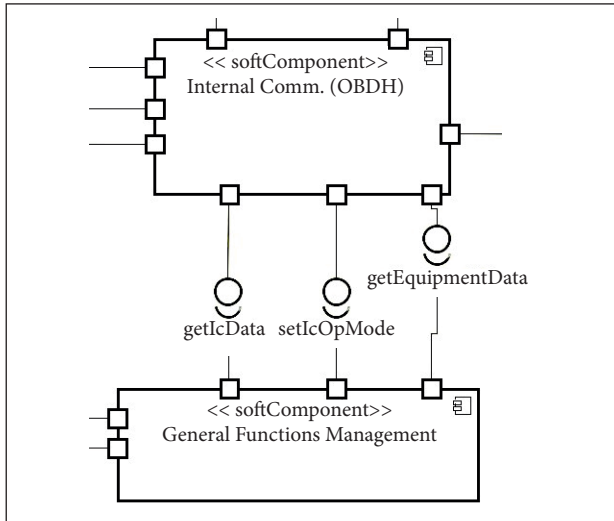 << softComponent>>
Internal Comm. (OBDH)
getEquipmentData
getIcData
setIcOpMode
<< softComponent>>
General Functions Management